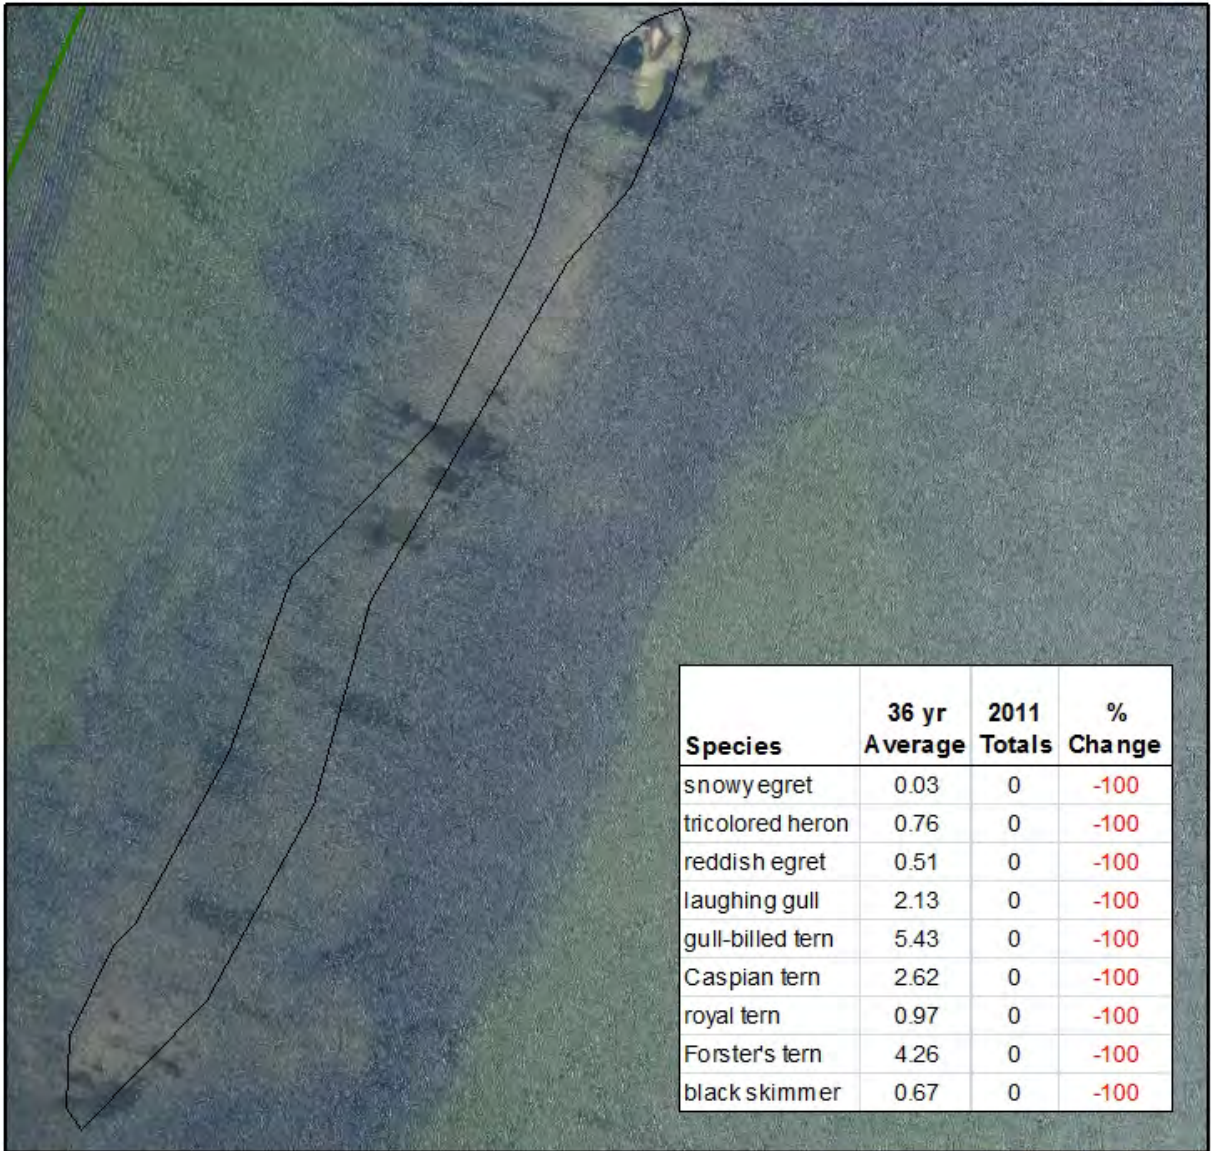 Species 36 yr Average 2011 Totals % Change
snowy egret 0.03 0 -100
tricolored heron 0.76 0 -100
reddish egret 0.51 0 -100
laughing gull 2.13 0 -100
gull-billed tern 5.43 0 -100
Caspian tern 2.62 0 -100
royal tern 0.97 0 -100
Forster's tern 4.26 0 -100
black skimmer 0.67 0 -100